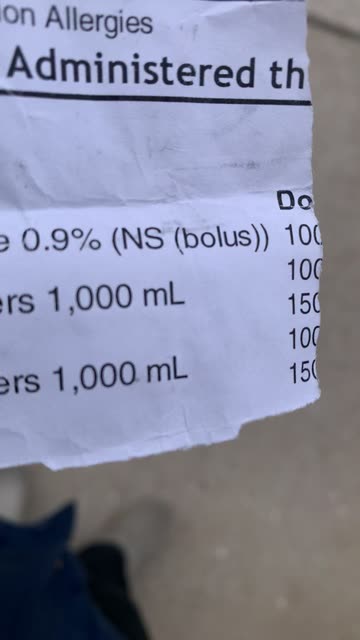 on Allergies
Administered th
Do
e 0.9% (NS (bolus)) 100
100
ers 1,000 mL 150
100
ers 1,000 mL 150